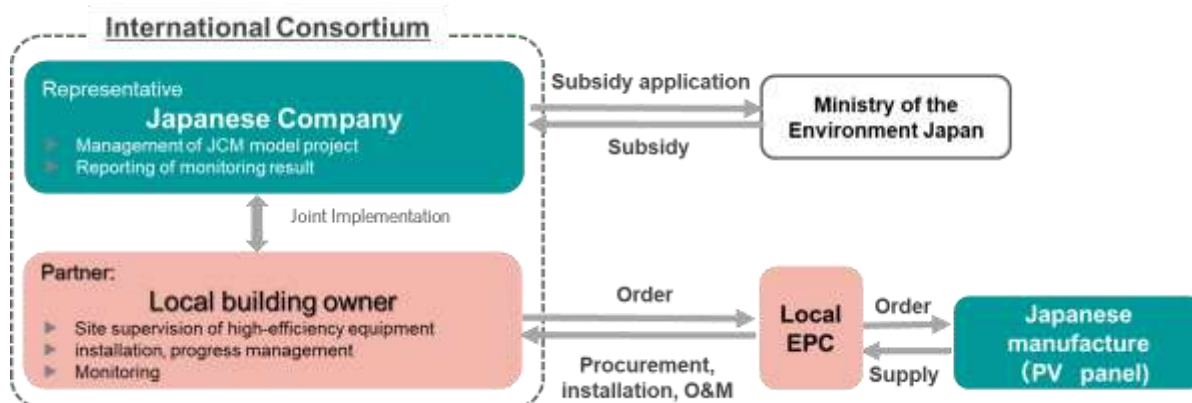 International Consortium
Representative
Japanese Company
Management of JCM model project
Reporting of monitoring result
Joint Implementation
Partner:
Local building owner
Site supervision of high-efficiency equipment
installation, progress management
Monitoring
Subsidy application
Subsidy
Ministry of the
Environment Japan
Order
Procurement,
installation, O&M
Local
EPC
Order
Supply
Japanese
manufacture
(PV panel)